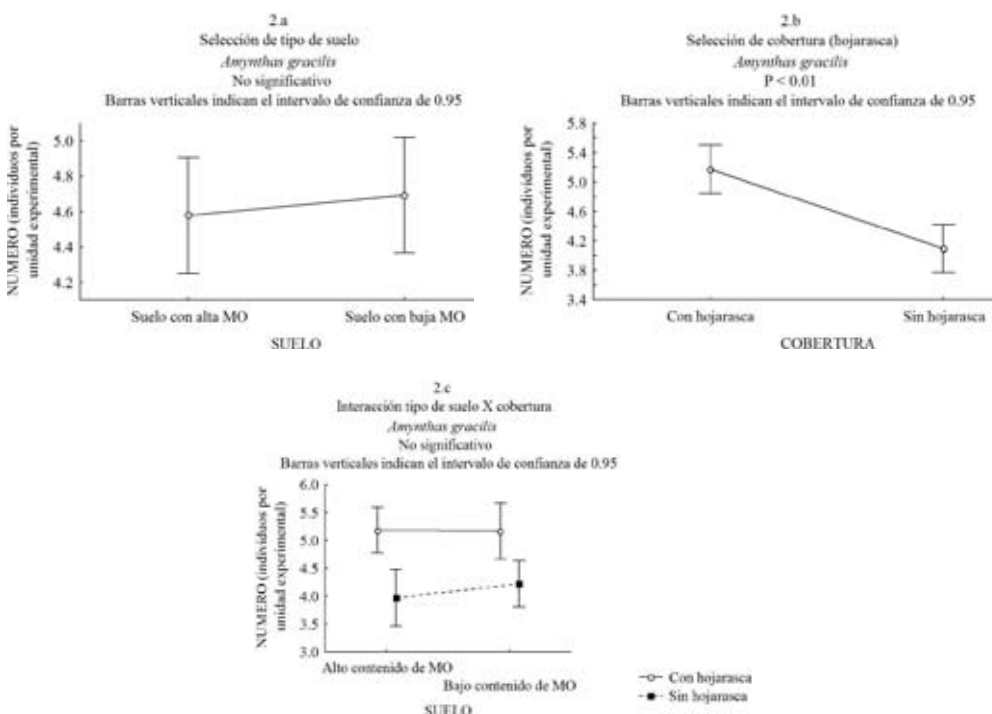 2.a
Selección de tipo de suelo
Amynthas gracilis
No significativo
Barras verticales indican el intervalo de confianza de 0.95
NUMERO (individuos por
unidad experimental)
5.0
4.8
4.6
4.4
4.2
Suelo con alta MO
Suelo con baja MO
SUELO
2.b
Selección de cobertura (hojarasca)
Amynthas gracilis
P < 0.01
Barras verticales indican el intervalo de confianza de 0.95
NUMERO (individuos por
unidad experimental)
5.8
5.4
5.0
4.6
4.2
3.8
3.4
Con hojarasca
Sin hojarasca
COBERTURA
2.c
Interacción tipo de suelo X cobertura
Amynthas gracilis
No significativo
Barras verticales indican el intervalo de confianza de 0.95
NUMERO (individuos por
unidad experimental)
6.0
5.5
5.0
4.5
4.0
3.5
3.0
Alto contenido de MO
Bajo contenido de MO
SUELO
Con hojarasca
Sin hojarasca